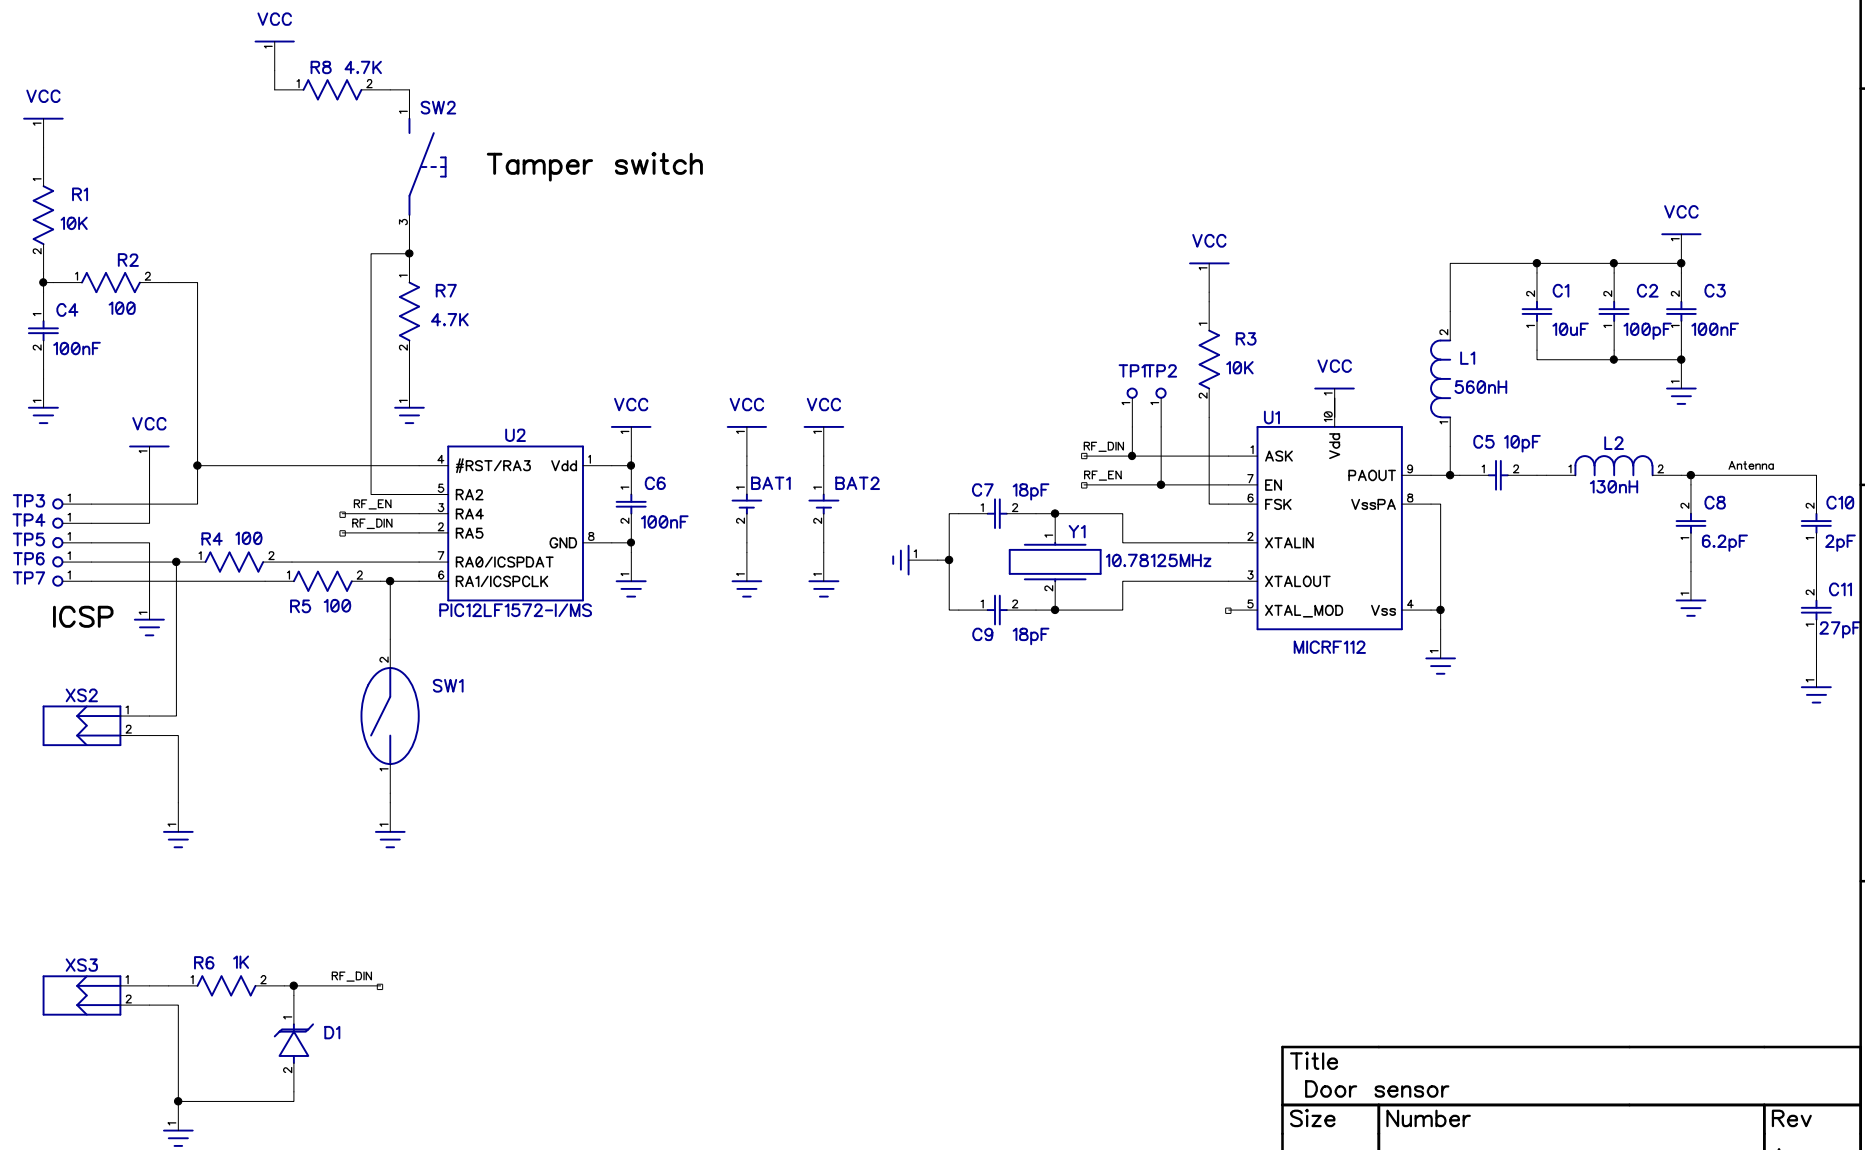 VCC
R8 4.7K
SW2
Tamper switch
VCC
R1
10K
R2
100
C4
100nF
R7
4.7K
VCC
TP3
TP4
TP5
TP6
TP7
ICSP
R4 100
R5 100
RF_EN
RF_DIN
U2
#RST/RA3
RA2
RA4
RA5
RA0/ICSPDAT
RA1/ICSPCLK
Vdd
GND
PIC12LF1572-I/MS
VCC
C6
100nF
VCC
BAT1
VCC
BAT2
SW1
XS2
XS3
R6 1K
RF_DIN
D1
VCC
R3
10K
TP1
TP2
RF_DIN
RF_EN
C7 18pF
Y1
10.78125MHz
C9 18pF
VCC
U1
ASK
EN
FSK
XTALIN
XTALOUT
XTAL_MOD
Vdd
PAOUT
VssPA
Vss
MICRF112
VCC
C1
10uF
C2
100pF
C3
100nF
L1
560nH
C5 10pF
L2
130nH
Antenna
C8
6.2pF
C10
2pF
C11
27pF
Title
Door sensor
Size
Number
Rev